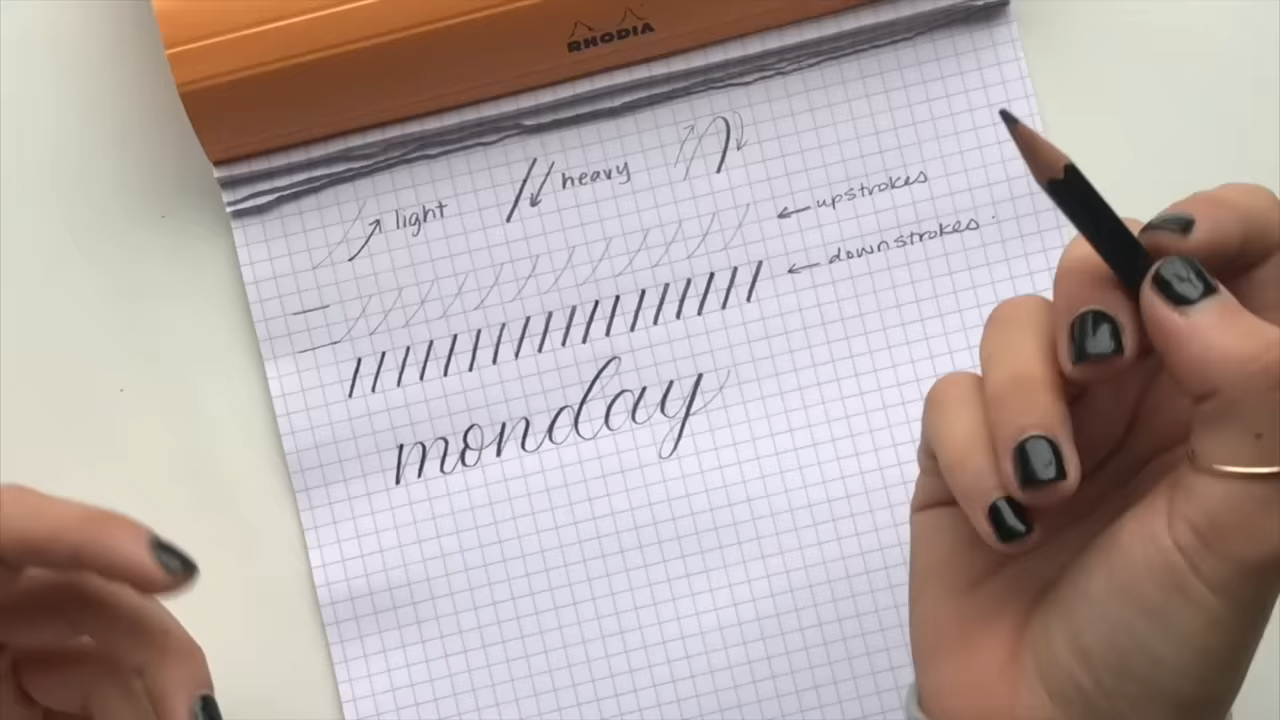 RHODIA
light heavy
upstrokes
downstrokes.
monday